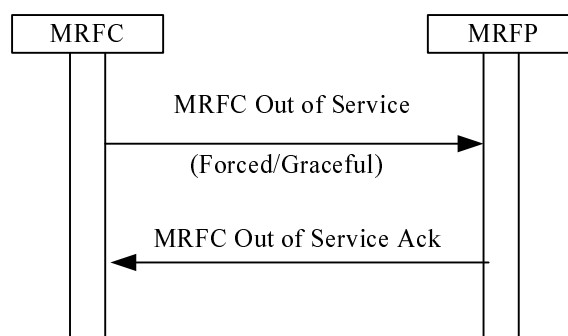 MRFC
MRFP
MRFC Out of Service
(Forced/Graceful)
MRFC Out of Service Ack